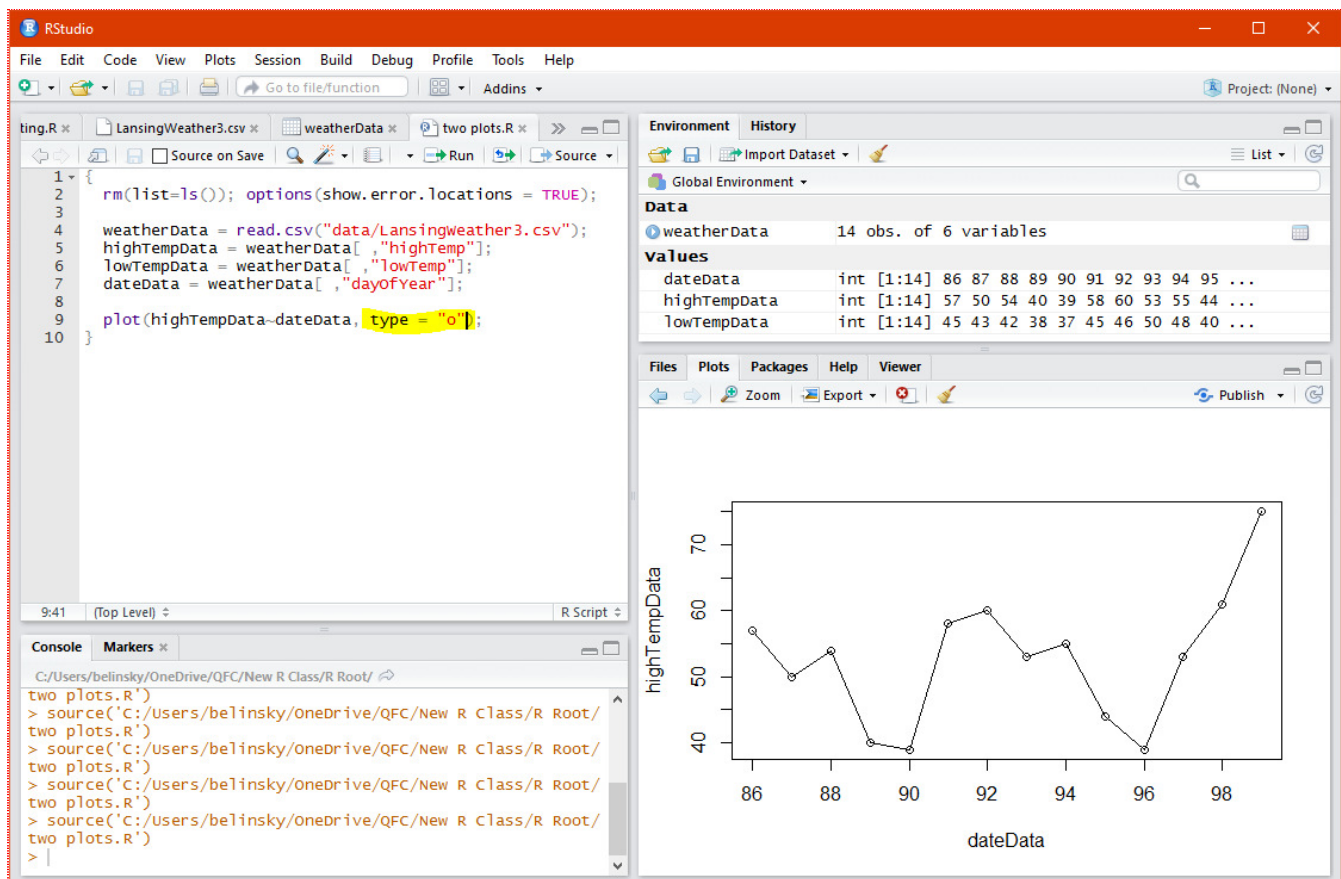 RStudio
File Edit Code View Plots Session Build Debug Profile Tools Help
Go to file/function Addins Project: (None)
ting.R LansingWeather3.csv weatherData two plots.R
Source on Save Run Source
1 {
2 rm(list=ls()); options(show.error.locations = TRUE);
3
4 weatherData = read.csv("data/LansingWeather3.csv");
5 highTempData = weatherData[ ,"highTemp"];
6 lowTempData = weatherData[ ,"lowTemp"];
7 dateData = weatherData[ ,"dayOfYear"];
8
9 plot(highTempData~dateData, type = "o");
10 }
9:41 (Top Level) R Script
Console Markers
C:/Users/belinsky/OneDrive/QFC/New R Class/R Root/
two plots.R')
> source('C:/Users/belinsky/OneDrive/QFC/New R Class/R Root/
two plots.R')
> source('C:/Users/belinsky/OneDrive/QFC/New R Class/R Root/
two plots.R')
> source('C:/Users/belinsky/OneDrive/QFC/New R Class/R Root/
two plots.R')
> source('C:/Users/belinsky/OneDrive/QFC/New R Class/R Root/
two plots.R')
>
Environment History
Import Dataset List
Global Environment
Data
weatherData 14 obs. of 6 variables
Values
dateData int [1:14] 86 87 88 89 90 91 92 93 94 95 ...
highTempData int [1:14] 57 50 54 40 39 58 60 53 55 44 ...
lowTempData int [1:14] 45 43 42 38 37 45 46 50 48 40 ...
Files Plots Packages Help Viewer
Zoom Export Publish
highTempData
70
60
50
40
86 88 90 92 94 96 98
dateData